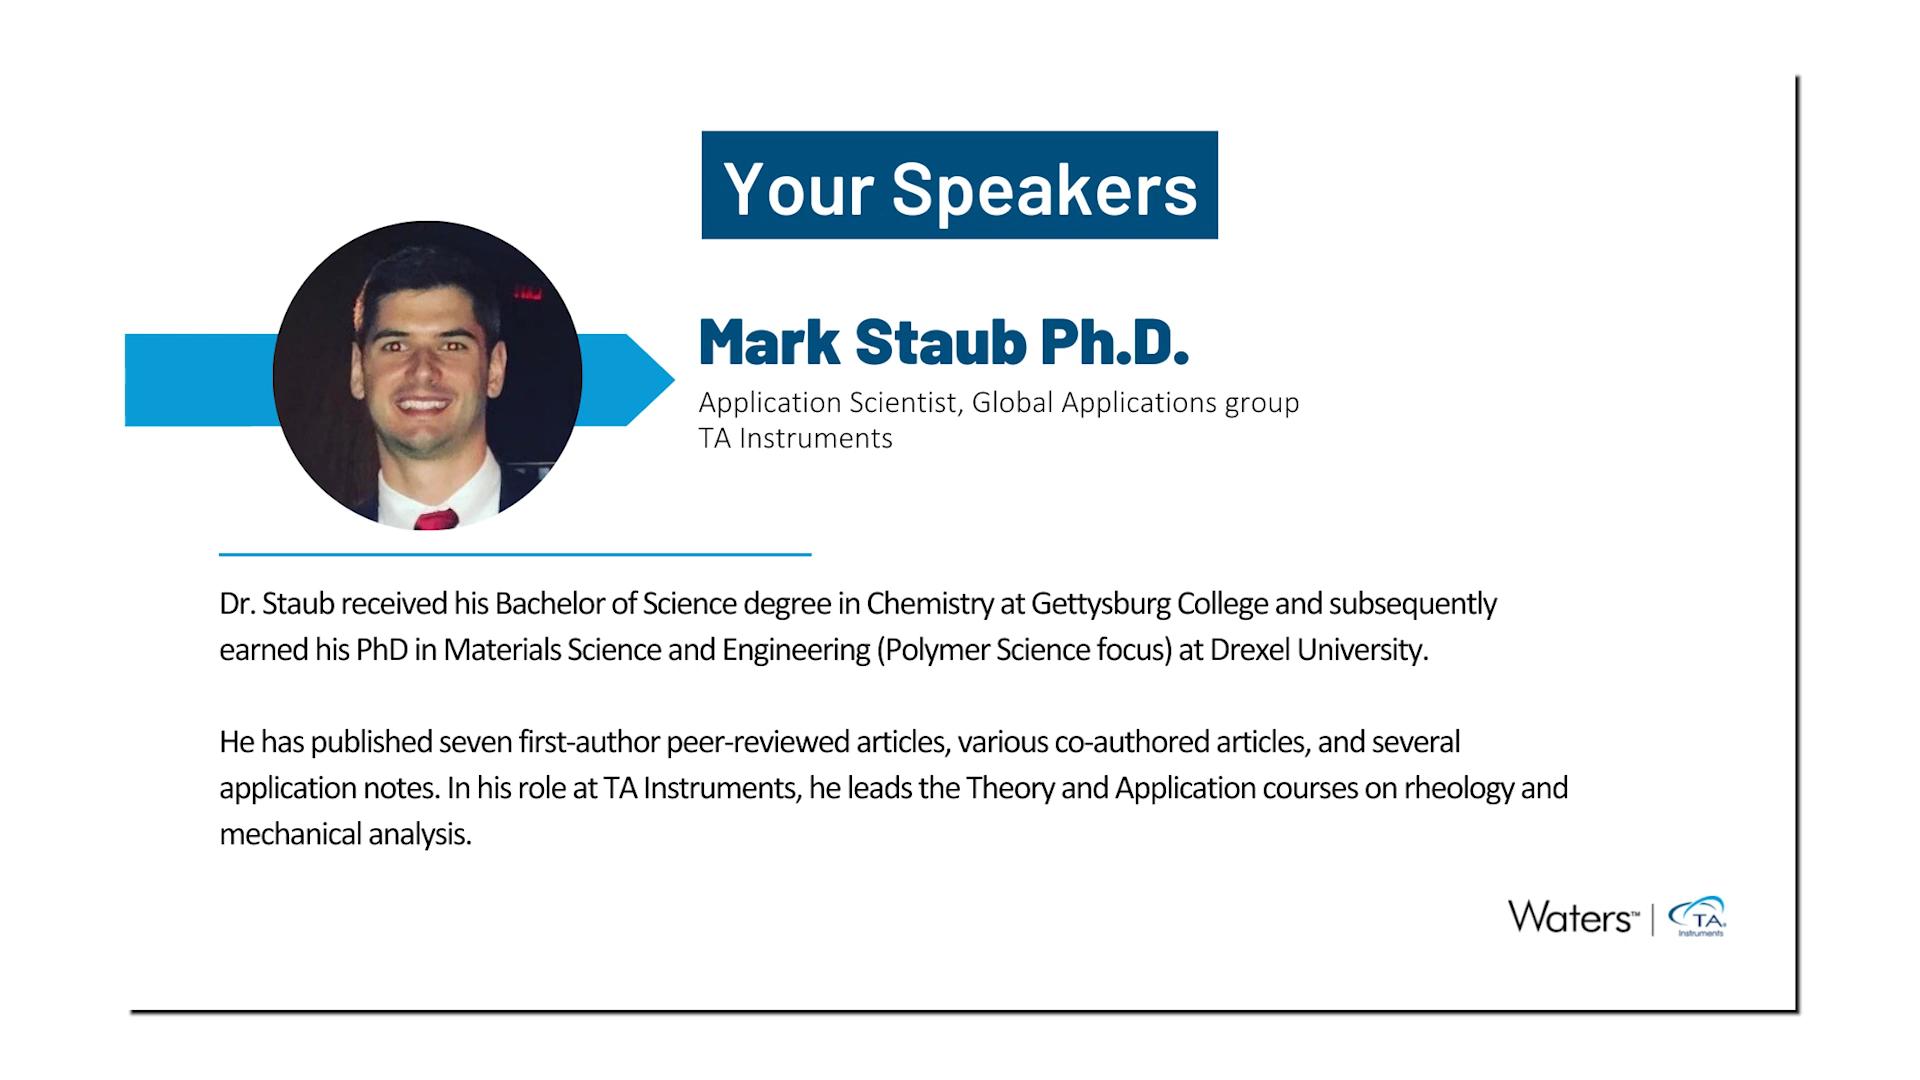 Your Speakers
Mark Staub Ph.D.
Application Scientist, Global Applications group
TA Instruments
Dr. Staub received his Bachelor of Science degree in Chemistry at Gettysburg College and subsequently
earned his PhD in Materials Science and Engineering (Polymer Science focus) at Drexel University.
He has published seven first-author peer-reviewed articles, various co-authored articles, and several
application notes. In his role at TA Instruments, he leads the Theory and Application courses on rheology and
mechanical analysis.
Waters™ | TA®
Instruments